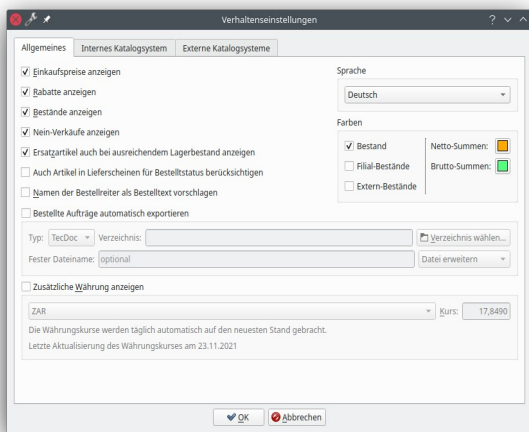 Verhaltenseinstellungen
Allgemeines Internes Katalogsystem Externe Katalogsysteme
Einkaufspreise anzeigen
Rabatte anzeigen
Bestände anzeigen
Nein-Verkäufe anzeigen
Ersatzartikel auch bei ausreichendem Lagerbestand anzeigen
Auch Artikel in Lieferscheinen für Bestelltstatus berücksichtigen
Namen der Bestellreiter als Bestelltext vorschlagen
Sprache
Deutsch
Farben
Bestand Netto-Summen:
Filial-Bestände Brutto-Summen:
Extern-Bestände
Bestellte Aufträge automatisch exportieren
Typ: TecDoc Verzeichnis: Verzeichnis wählen...
Fester Dateiname: optional Datei erweitern
Zusätzliche Währung anzeigen
ZAR Kurs: 17,8490
Die Währungskurse werden täglich automatisch auf den neuesten Stand gebracht.
Letzte Aktualisierung des Währungskurses am 23.11.2021
OK Abbrechen